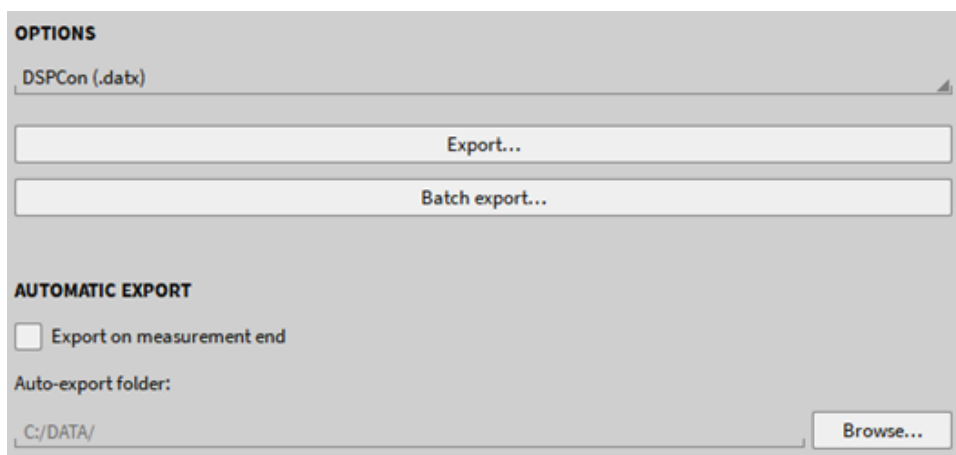 OPTIONS
DSPCon (.datx)
Export...
Batch export...
AUTOMATIC EXPORT
Export on measurement end
Auto-export folder:
C:/DATA/ Browse...